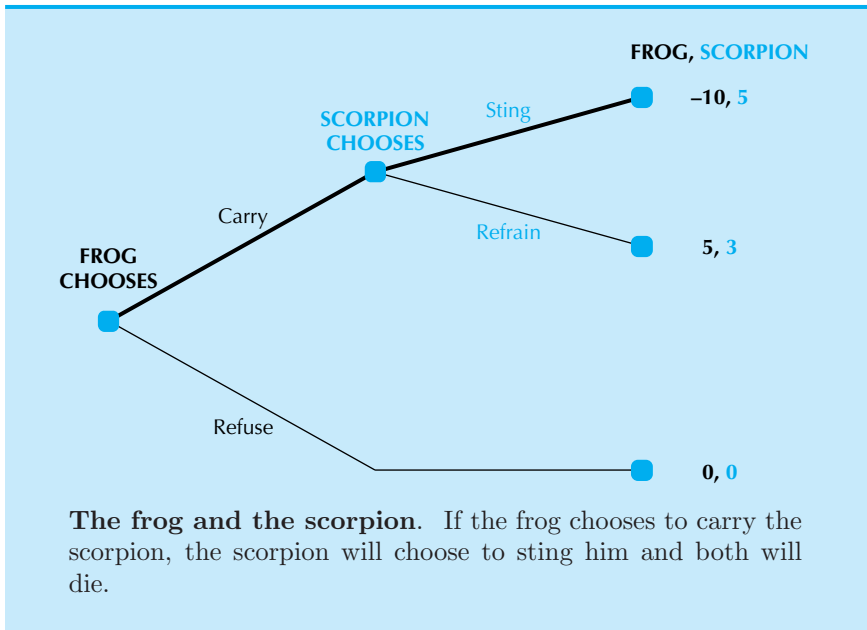 FROG, SCORPION
–10, 5
Sting
SCORPION
CHOOSES
Carry
Refrain
5, 3
FROG
CHOOSES
Refuse
0, 0
The frog and the scorpion. If the frog chooses to carry the
scorpion, the scorpion will choose to sting him and both will
die.